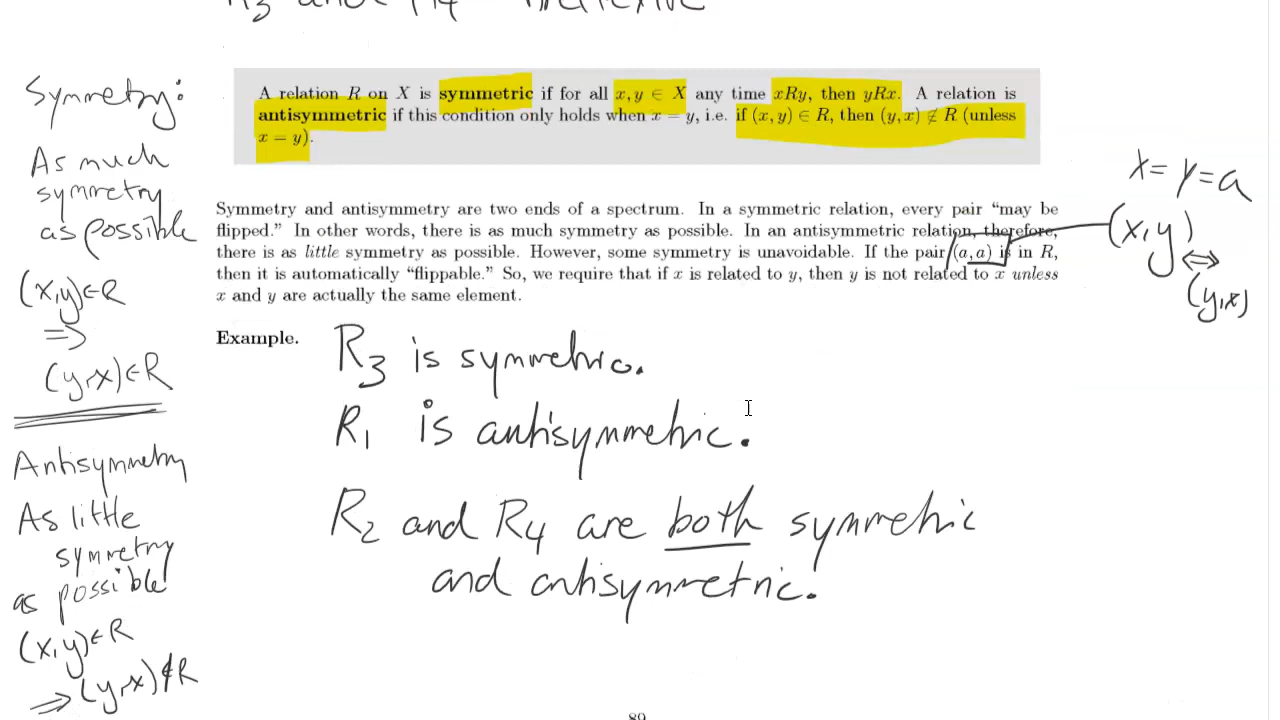 R3 and R4
Symmetry:
As much
symmetry
as possible
(x,y)∈R
⇒
(y,x)∈R
Antisymmetry
As little
symmetry
as possible
(x,y)∈R
⇒ (y,x)∉R
A relation R on X is symmetric if for all x, y ∈ X any time xRy, then yRx. A relation is
antisymmetric if this condition only holds when x = y, i.e. if (x, y) ∈ R, then (y, x) ∉ R (unless
x = y).
Symmetry and antisymmetry are two ends of a spectrum. In a symmetric relation, every pair “may be
flipped.” In other words, there is as much symmetry as possible. In an antisymmetric relation, therefore,
there is as little symmetry as possible. However, some symmetry is unavoidable. If the pair (a, a) is in R,
then it is automatically “flippable.” So, we require that if x is related to y, then y is not related to x unless
x and y are actually the same element.
x = y = a
(x,y)
⇔
(y,x)
Example.
R3 is symmetric.
R1 is antisymmetric.
R2 and R4 are both symmetric
and antisymmetric.